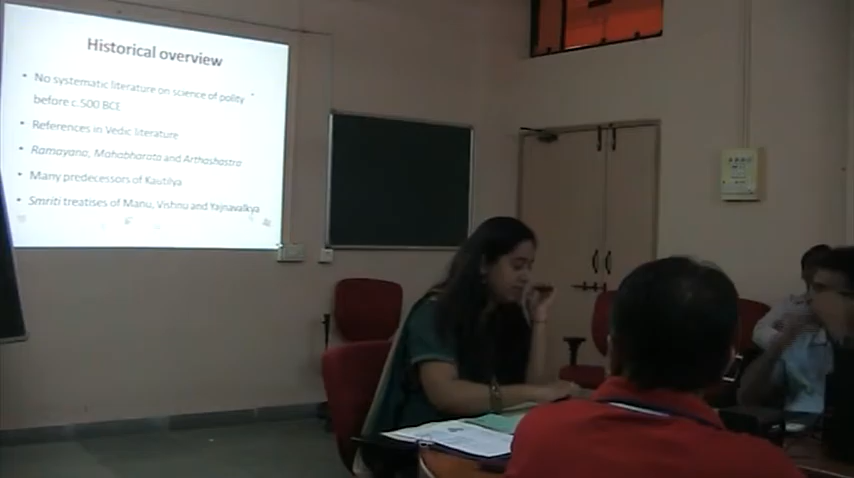 Historical overview
• No systematic literature on science of polity
before c.500 BCE
• References in Vedic literature
• Ramayana, Mahabharata and Arthashastra
• Many predecessors of Kautilya
• Smriti treatises of Manu, Vishnu and Yajnavalkya